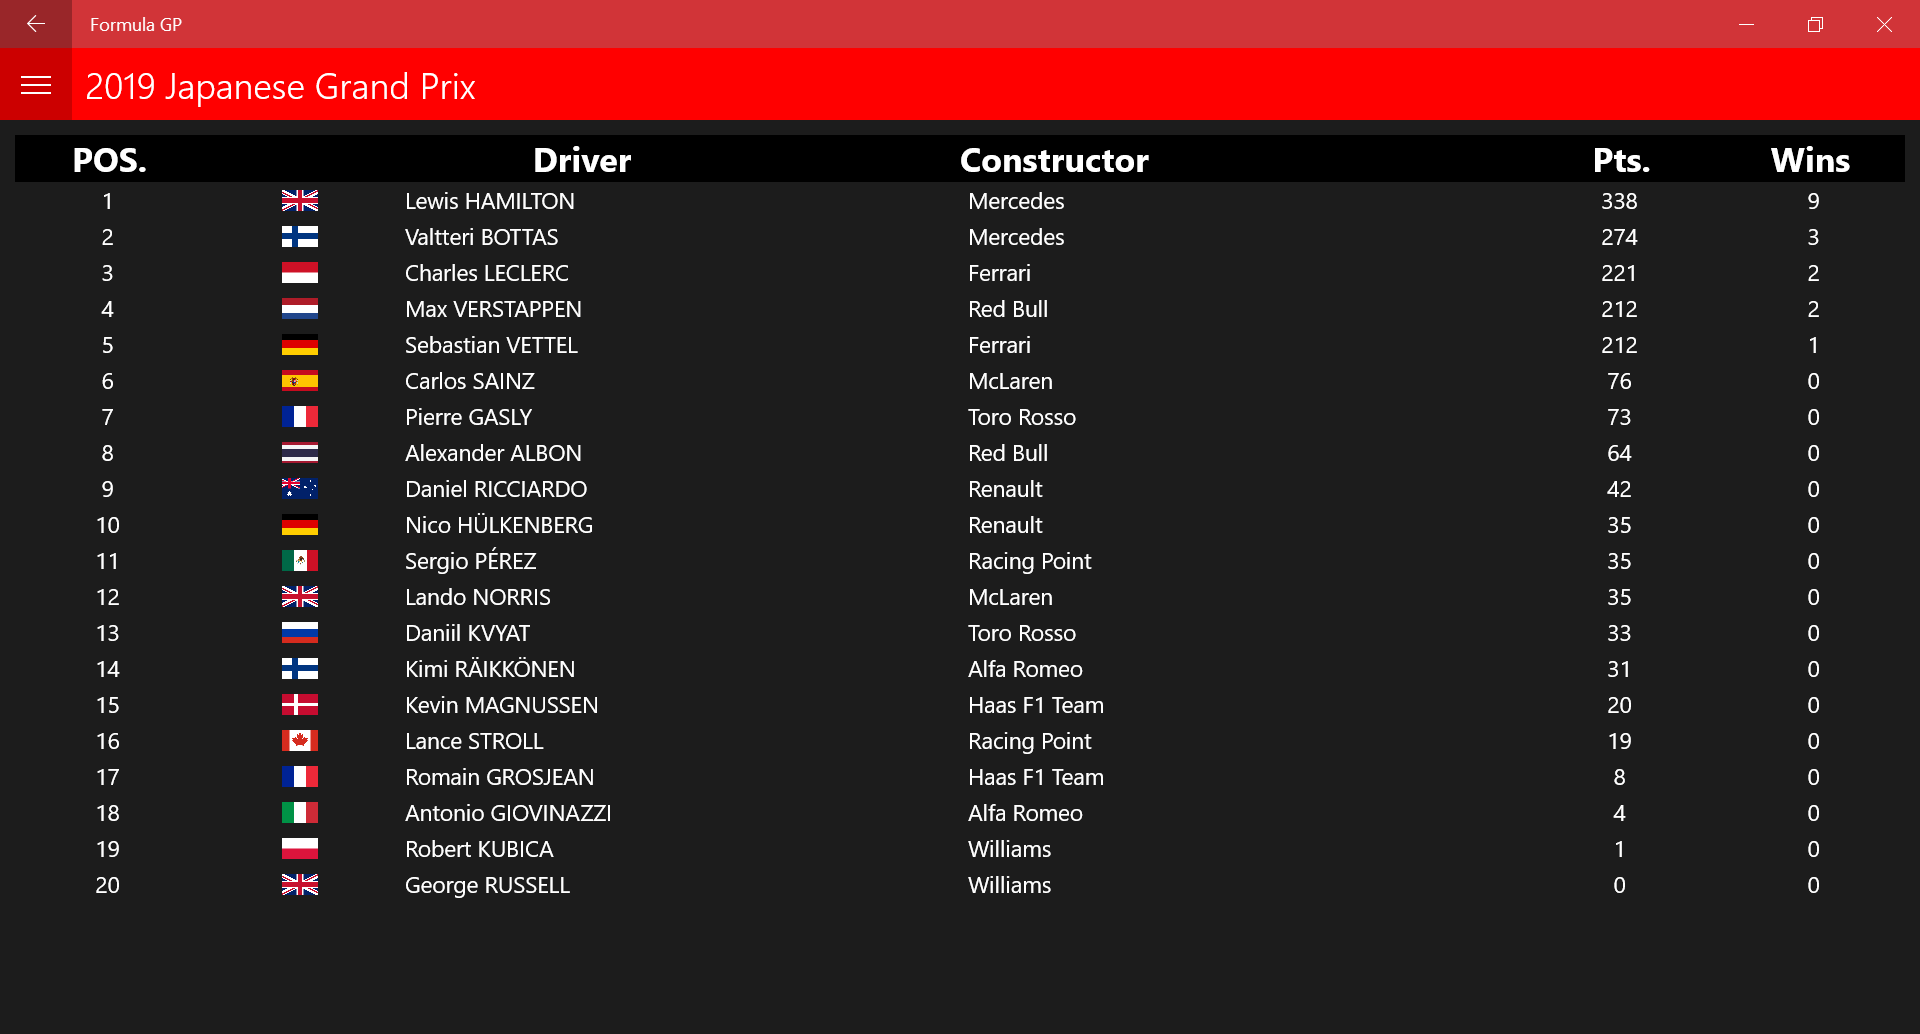 Formula GP
2019 Japanese Grand Prix
POS. Driver Constructor Pts. Wins
1 Lewis HAMILTON Mercedes 338 9
2 Valtteri BOTTAS Mercedes 274 3
3 Charles LECLERC Ferrari 221 2
4 Max VERSTAPPEN Red Bull 212 2
5 Sebastian VETTEL Ferrari 212 1
6 Carlos SAINZ McLaren 76 0
7 Pierre GASLY Toro Rosso 73 0
8 Alexander ALBON Red Bull 64 0
9 Daniel RICCIARDO Renault 42 0
10 Nico HÜLKENBERG Renault 35 0
11 Sergio PÉREZ Racing Point 35 0
12 Lando NORRIS McLaren 35 0
13 Daniil KVYAT Toro Rosso 33 0
14 Kimi RÄIKKÖNEN Alfa Romeo 31 0
15 Kevin MAGNUSSEN Haas F1 Team 20 0
16 Lance STROLL Racing Point 19 0
17 Romain GROSJEAN Haas F1 Team 8 0
18 Antonio GIOVINAZZI Alfa Romeo 4 0
19 Robert KUBICA Williams 1 0
20 George RUSSELL Williams 0 0